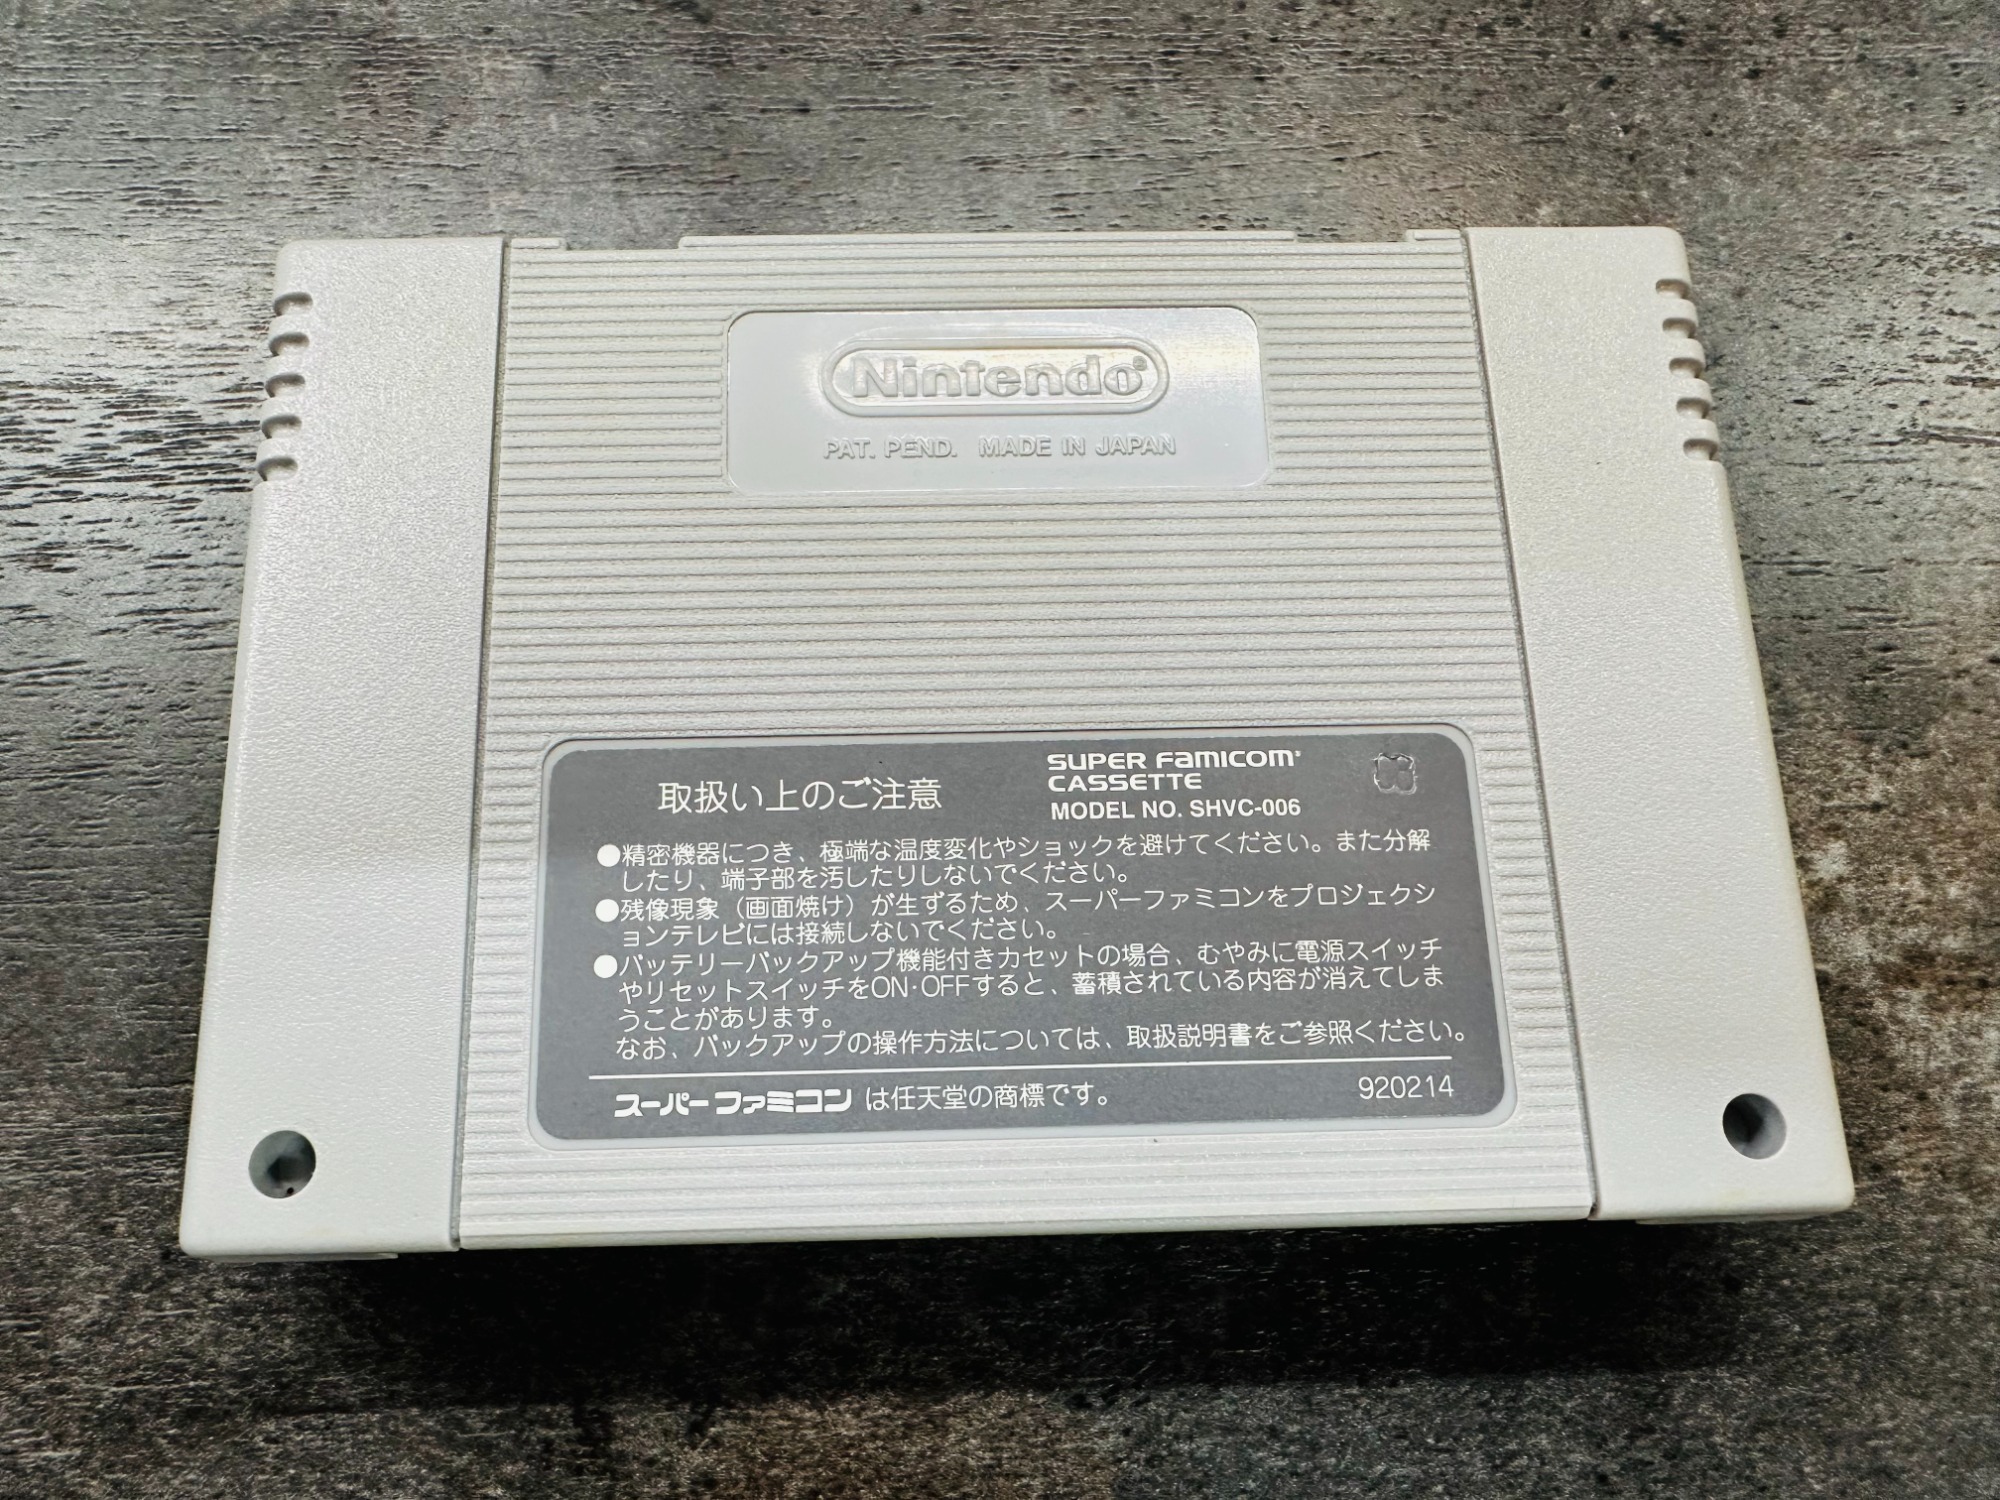 Nintendo®
PAT. PEND. MADE IN JAPAN
取扱い上のご注意
SUPER FAMICOM
CASSETTE
MODEL NO. SHVC-006
●精密機器につき、極端な温度変化やショックを避けてください。また分解
したり、端子部を汚したりしないでください。
●残像現象（画面焼け）が生ずるため、スーパーファミコンをプロジェクシ
ョンテレビには接続しないでください。
●バッテリーバックアップ機能付きカセットの場合、むやみに電源スイッチ
やリセットスイッチをON·OFFすると、蓄積されている内容が消えてしま
うことがあります。
なお、バックアップの操作方法については、取扱説明書をご参照ください。
スーパーファミコンは任天堂の商標です。
920214